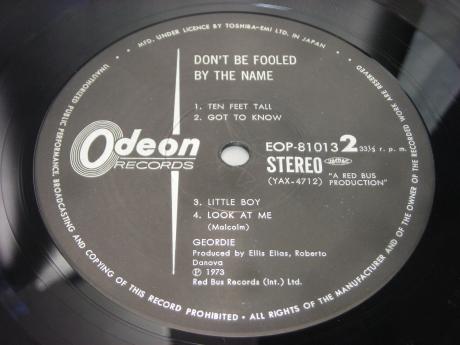 • MFD. UNDER LICENCE BY TOSHIBA-EMI LTD. IN JAPAN •
DON'T BE FOOLED
BY THE NAME
1. TEN FEET TALL
2. GOT TO KNOW
Odeon
RECORDS
EOP-81013 2 33⅓ r. p. m.
STEREO
(YAX-4712) "A RED BUS
PRODUCTION"
3. LITTLE BOY
4. LOOK AT ME
(Malcolm)
GEORDIE
Produced by Ellis Elias, Roberto
Danova
Ⓟ 1973
Red Bus Records (Int.) Ltd.
UNAUTHORIZED PUBLIC PERFORMANCE, BROADCASTING AND COPYING OF THIS RECORD PROHIBITED • ALL RIGHTS OF THE MANUFACTURER AND OF THE OWNER OF THE RECORDED WORK ARE RESERVED